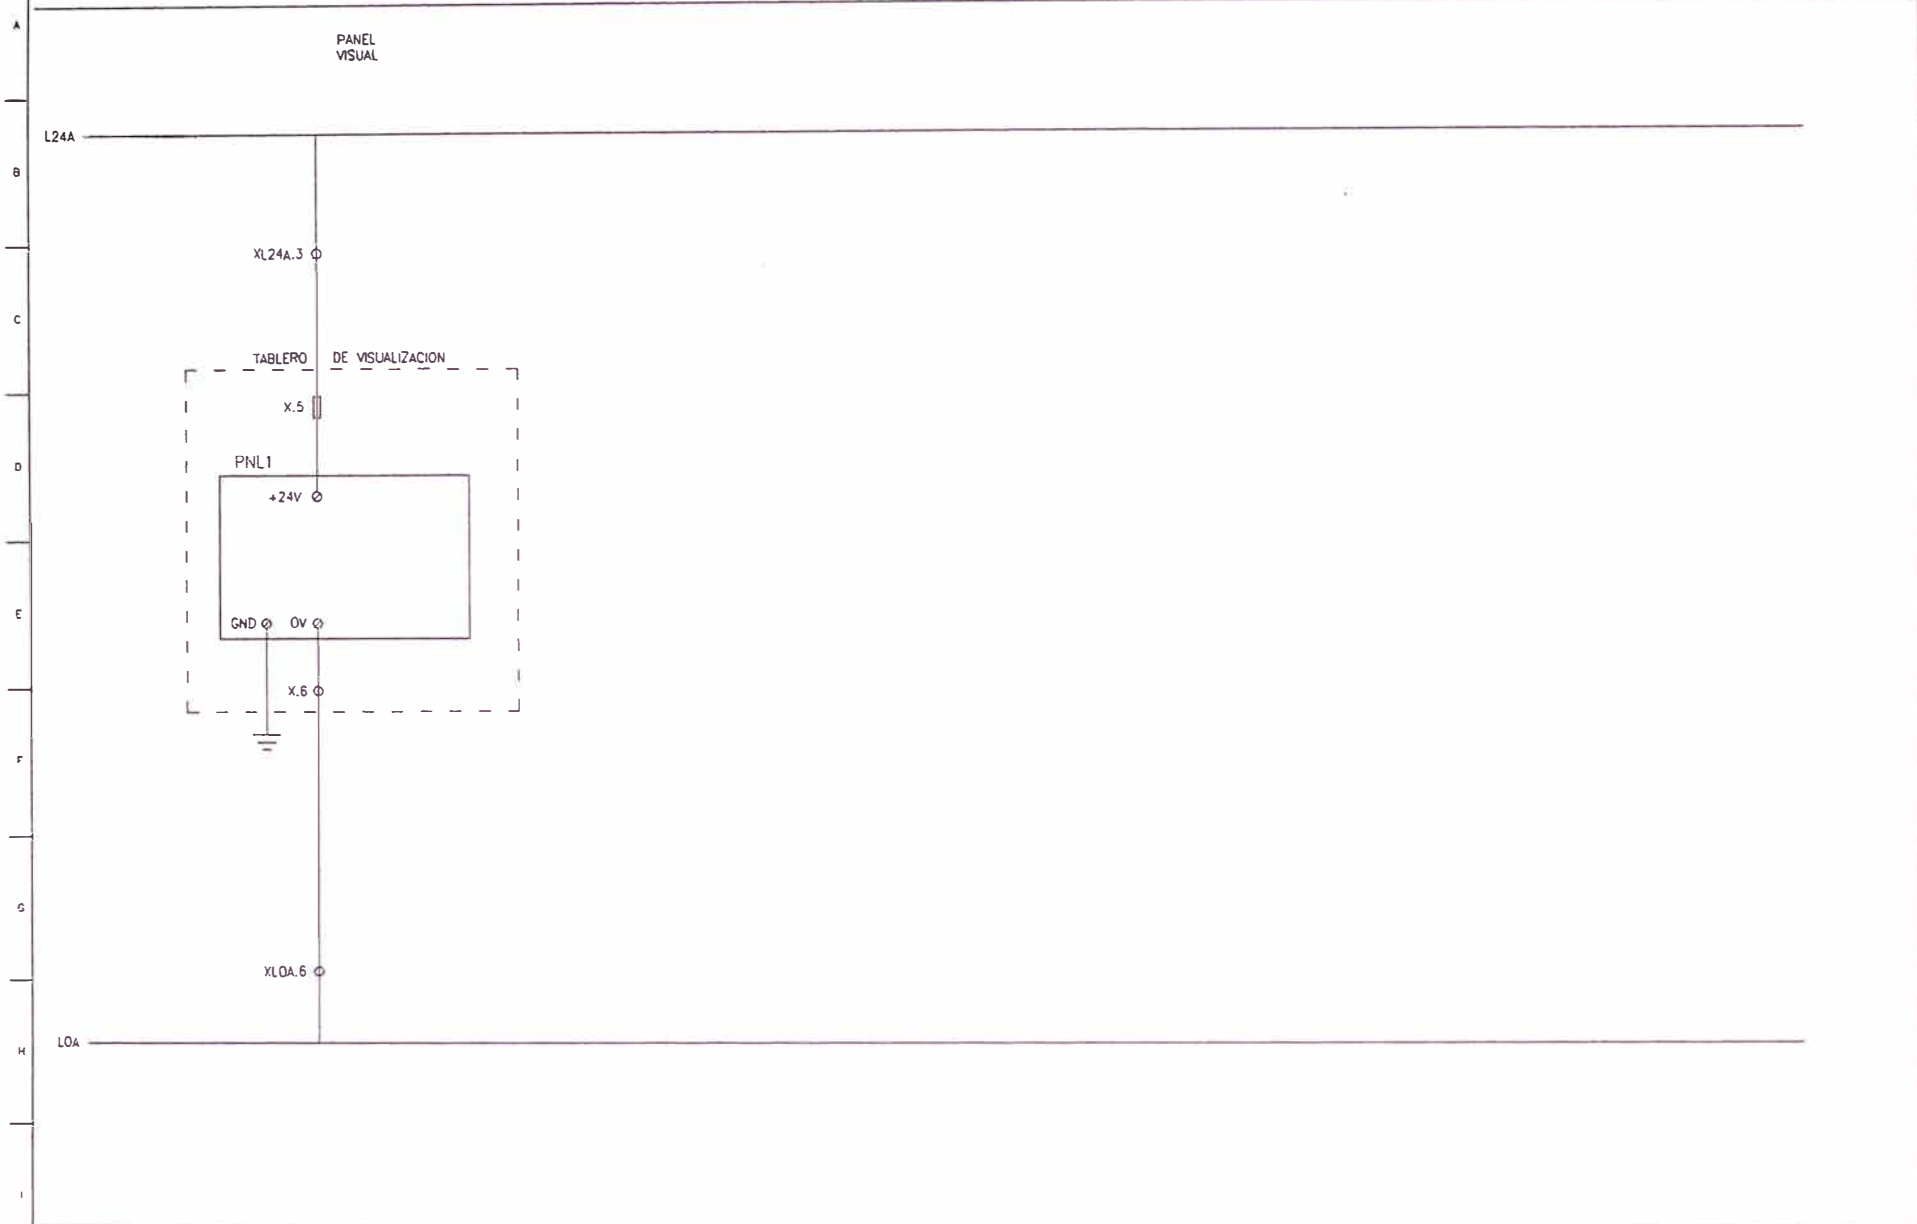 A
PANEL
VISUAL
L24A
B
XL24A.3
C
TABLERO DE VISUALIZACION
X.5
D
PNL1
+24V
E
GND 0V
X.6
F
G
XL0A.6
H
L0A
I